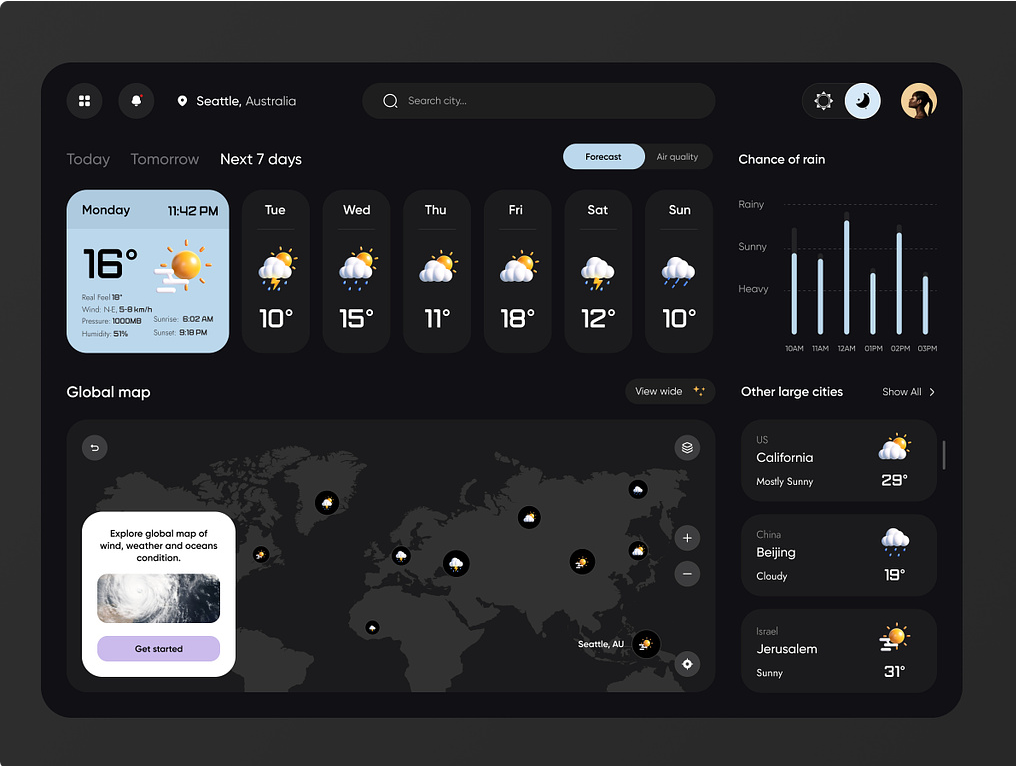 Seattle, Australia
Search city...
Today
Tomorrow
Next 7 days
Forecast
Air quality
Monday
11:42 PM
16°
Real Feel 18°
Wind: N-E, 5-8 km/h
Pressure: 1000MB
Humidity: 51%
Sunrise: 6:02 AM
Sunset: 9:18 PM
Tue
10°
Wed
15°
Thu
11°
Fri
18°
Sat
12°
Sun
10°
Chance of rain
Rainy
Sunny
Heavy
10AM
11AM
12AM
01PM
02PM
03PM
Global map
View wide
Explore global map of
wind, weather and oceans
condition.
Get started
Seattle, AU
Other large cities
Show All
US
California
Mostly Sunny
29°
China
Beijing
Cloudy
19°
Israel
Jerusalem
Sunny
31°